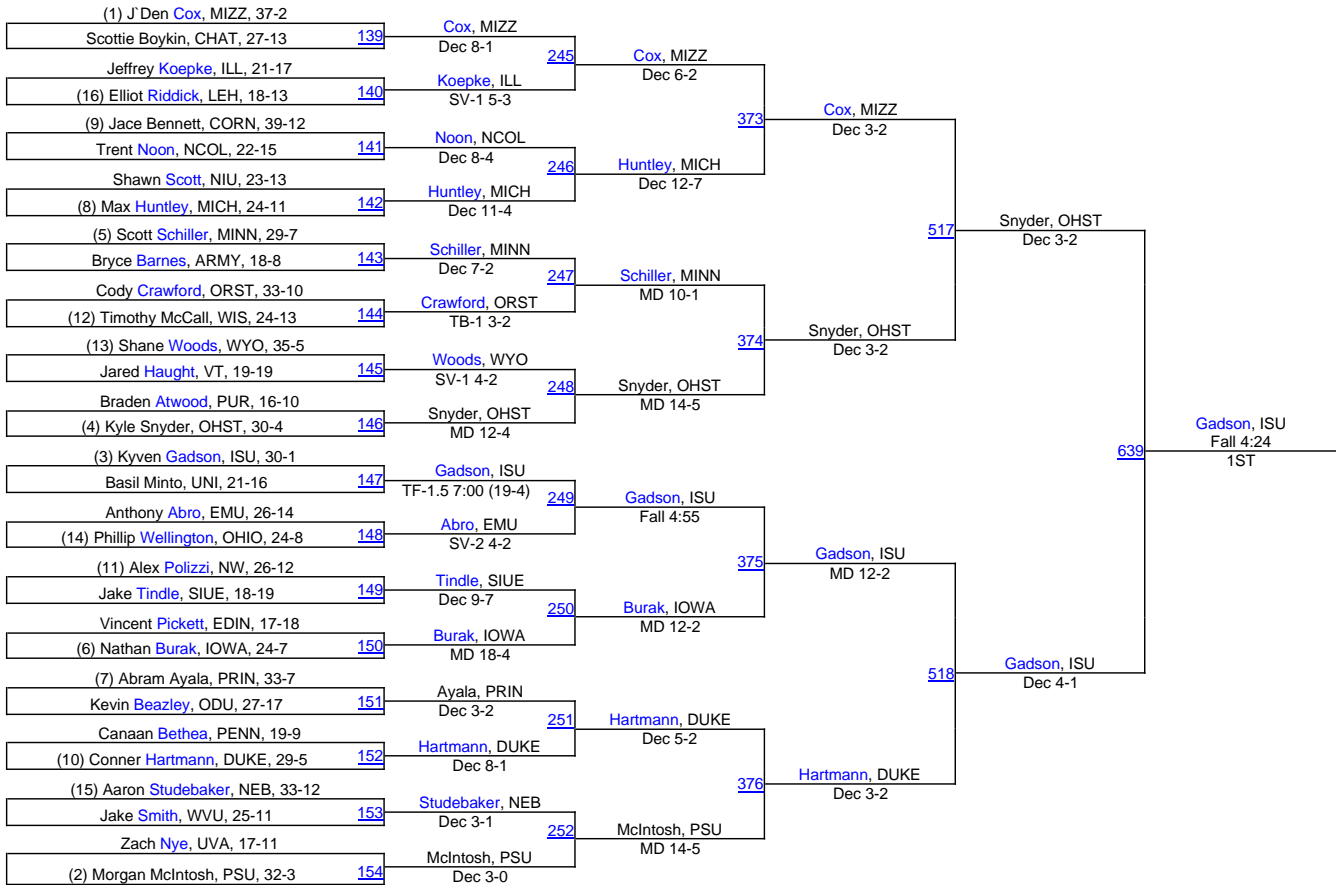 (1) J`Den Cox, MIZZ, 37-2
Scottie Boykin, CHAT, 27-13
139
Jeffrey Koepke, ILL, 21-17
(16) Elliot Riddick, LEH, 18-13
140
(9) Jace Bennett, CORN, 39-12
Trent Noon, NCOL, 22-15
141
Shawn Scott, NIU, 23-13
(8) Max Huntley, MICH, 24-11
142
(5) Scott Schiller, MINN, 29-7
Bryce Barnes, ARMY, 18-8
143
Cody Crawford, ORST, 33-10
(12) Timothy McCall, WIS, 24-13
144
(13) Shane Woods, WYO, 35-5
Jared Haught, VT, 19-19
145
Braden Atwood, PUR, 16-10
(4) Kyle Snyder, OHST, 30-4
146
(3) Kyven Gadson, ISU, 30-1
Basil Minto, UNI, 21-16
147
Anthony Abro, EMU, 26-14
(14) Phillip Wellington, OHIO, 24-8
148
(11) Alex Polizzi, NW, 26-12
Jake Tindle, SIUE, 18-19
149
Vincent Pickett, EDIN, 17-18
(6) Nathan Burak, IOWA, 24-7
150
(7) Abram Ayala, PRIN, 33-7
Kevin Beazley, ODU, 27-17
151
Canaan Bethea, PENN, 19-9
(10) Conner Hartmann, DUKE, 29-5
152
(15) Aaron Studebaker, NEB, 33-12
Jake Smith, WVU, 25-11
153
Zach Nye, UVA, 17-11
(2) Morgan McIntosh, PSU, 32-3
154
Cox, MIZZ
Dec 8-1
245
Koepke, ILL
SV-1 5-3
Noon, NCOL
Dec 8-4
246
Huntley, MICH
Dec 11-4
Schiller, MINN
Dec 7-2
247
Crawford, ORST
TB-1 3-2
Woods, WYO
SV-1 4-2
248
Snyder, OHST
MD 12-4
Gadson, ISU
TF-1.5 7:00 (19-4)
249
Abro, EMU
SV-2 4-2
Tindle, SIUE
Dec 9-7
250
Burak, IOWA
MD 18-4
Ayala, PRIN
Dec 3-2
251
Hartmann, DUKE
Dec 8-1
Studebaker, NEB
Dec 3-1
252
McIntosh, PSU
Dec 3-0
Cox, MIZZ
Dec 6-2
373
Huntley, MICH
Dec 12-7
Schiller, MINN
MD 10-1
374
Snyder, OHST
MD 14-5
Gadson, ISU
Fall 4:55
375
Burak, IOWA
MD 12-2
Hartmann, DUKE
Dec 5-2
376
McIntosh, PSU
MD 14-5
Cox, MIZZ
Dec 3-2
517
Snyder, OHST
Dec 3-2
Gadson, ISU
MD 12-2
518
Hartmann, DUKE
Dec 3-2
Snyder, OHST
Dec 3-2
639
Gadson, ISU
Dec 4-1
Gadson, ISU
Fall 4:24
1ST